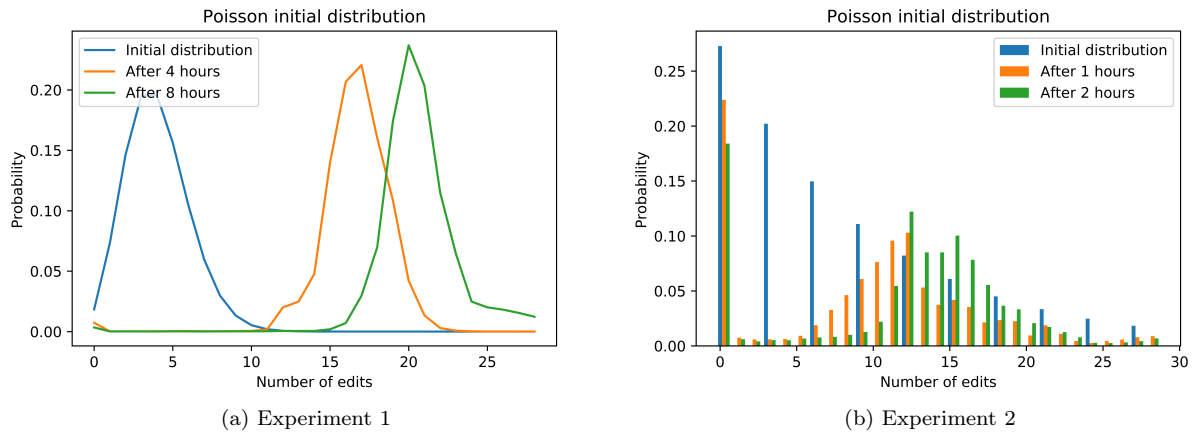 Poisson initial distribution
Initial distribution
After 4 hours
After 8 hours
Probability
0.20
0.15
0.10
0.05
0.00
0 5 10 15 20 25
Number of edits
(a) Experiment 1
Poisson initial distribution
Initial distribution
After 1 hours
After 2 hours
Probability
0.25
0.20
0.15
0.10
0.05
0.00
0 5 10 15 20 25 30
Number of edits
(b) Experiment 2